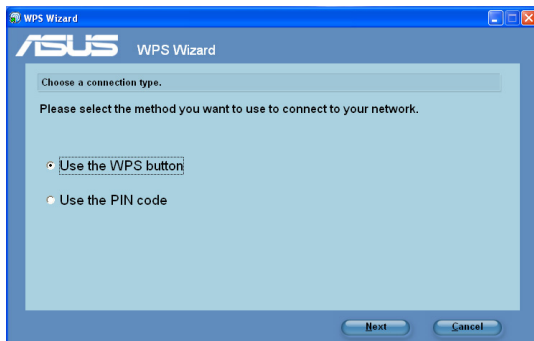 WPS Wizard
ASUS WPS Wizard
Choose a connection type.
Please select the method you want to use to connect to your network.
Use the WPS button
Use the PIN code
Next Cancel